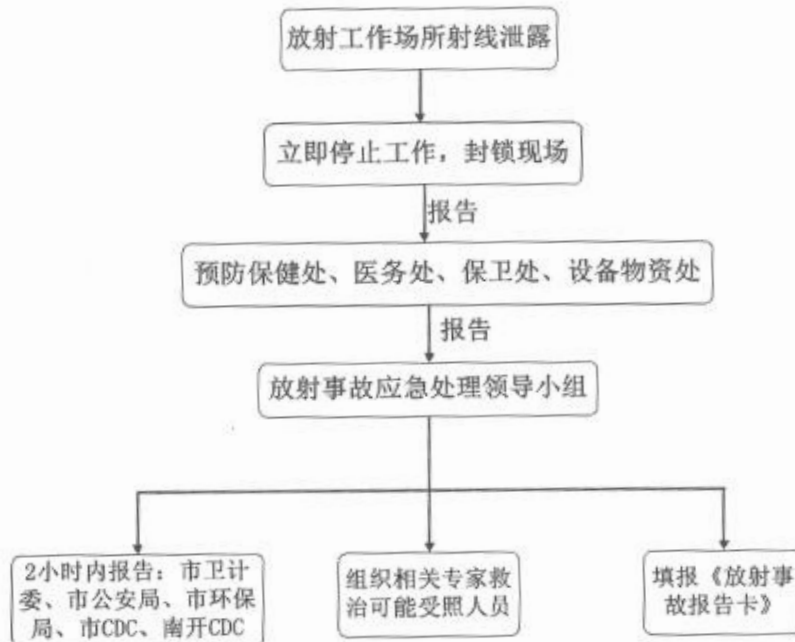 放射工作场所射线泄露
立即停止工作，封锁现场
报告
预防保健处、医务处、保卫处、设备物资处
报告
放射事故应急处理领导小组
2小时内报告：市卫计
委、市公安局、市环保
局、市CDC、南开CDC
组织相关专家救
治可能受照人员
填报《放射事
故报告卡》